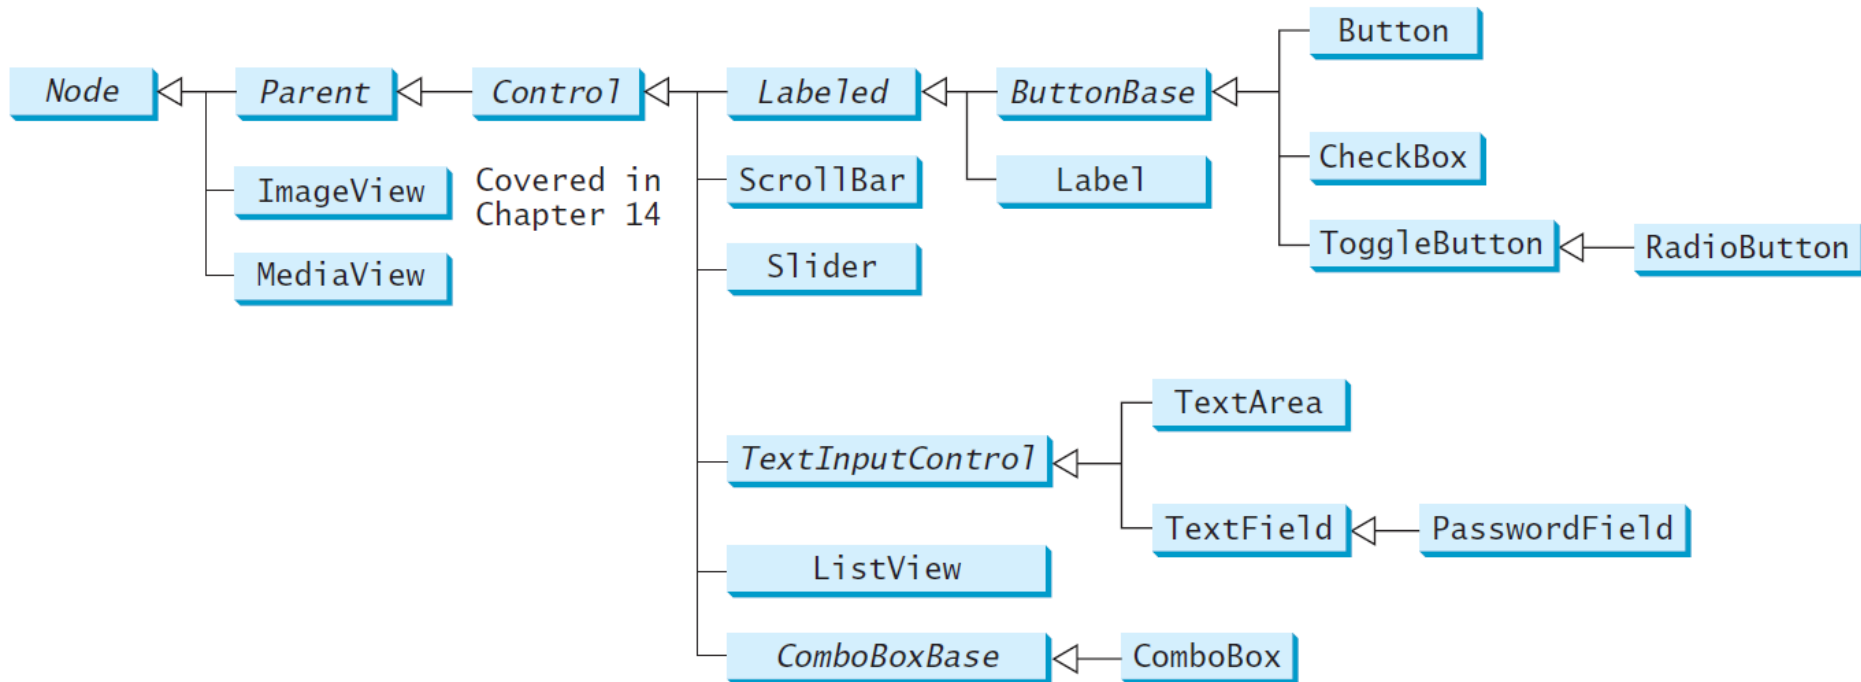 Button
Node
Parent
Control
Labeled
ButtonBase
ImageView
Covered in
Chapter 14
ScrollBar
Label
CheckBox
MediaView
Slider
ToggleButton
RadioButton
TextArea
TextInputControl
TextField
PasswordField
ListView
ComboBoxBase
ComboBox